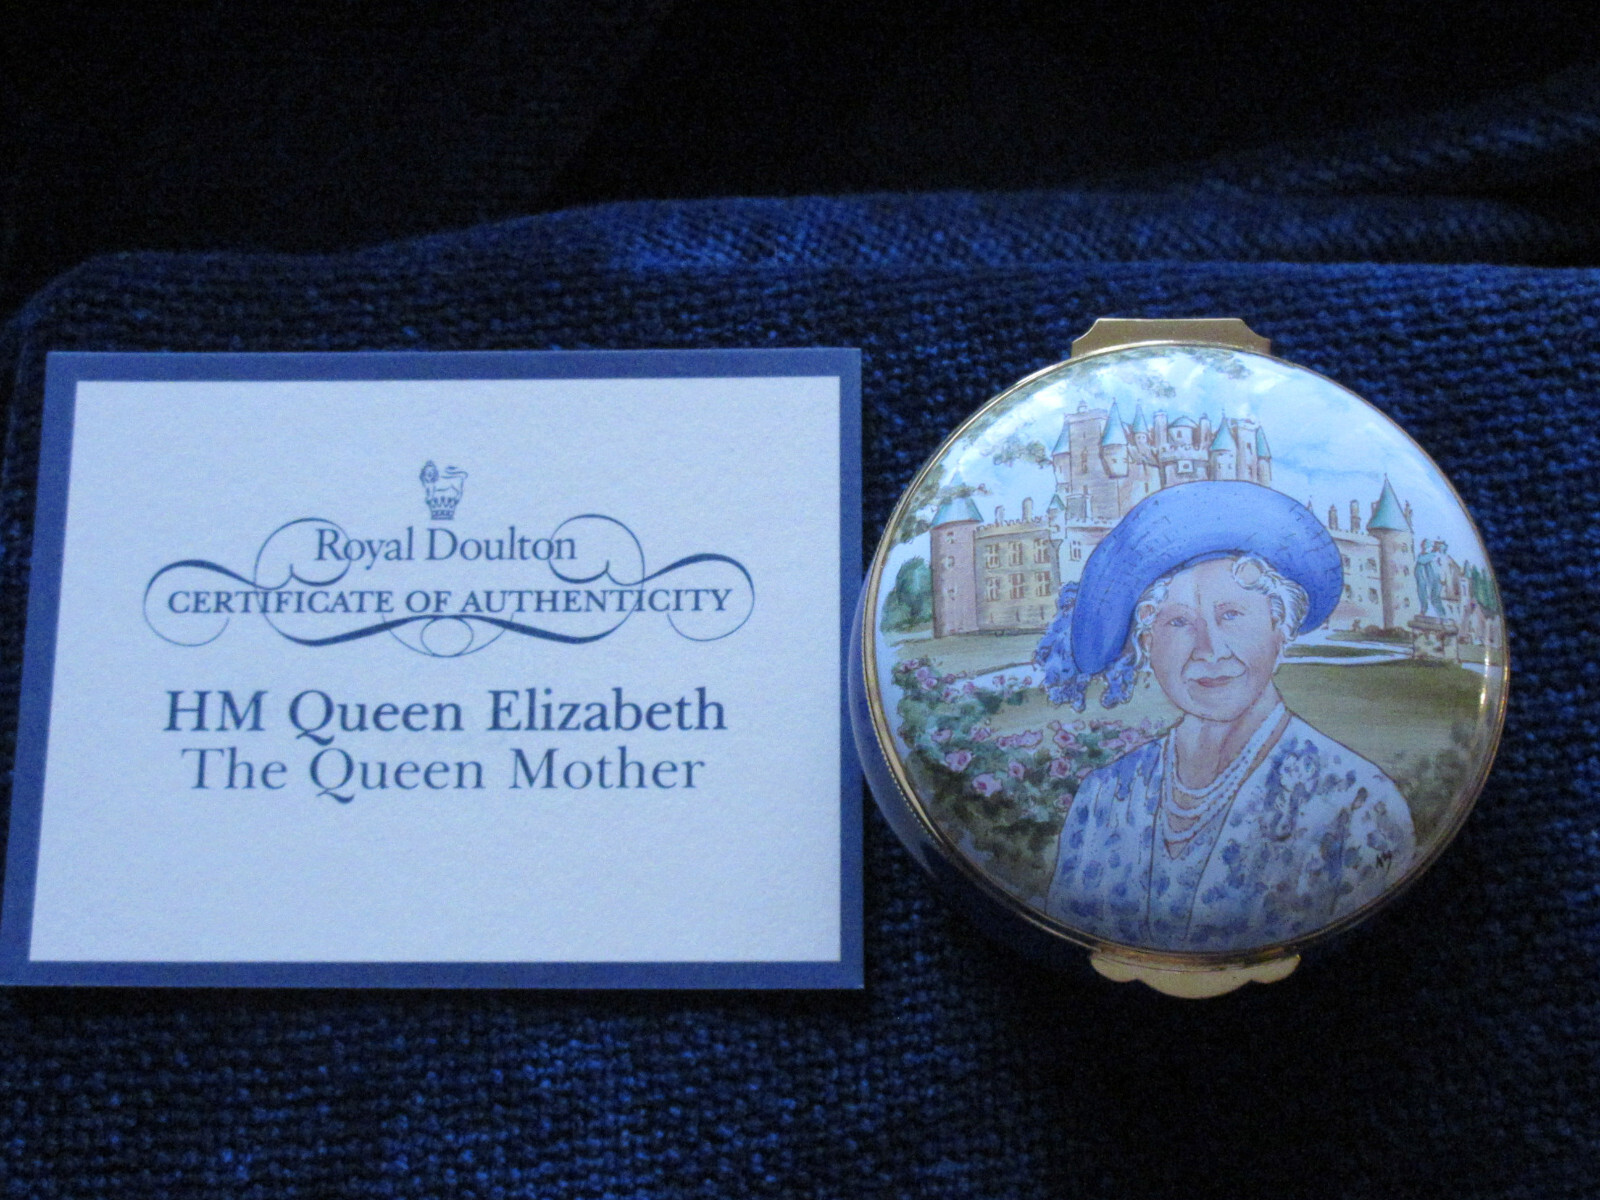 Royal Doulton
CERTIFICATE OF AUTHENTICITY
HM Queen Elizabeth
The Queen Mother